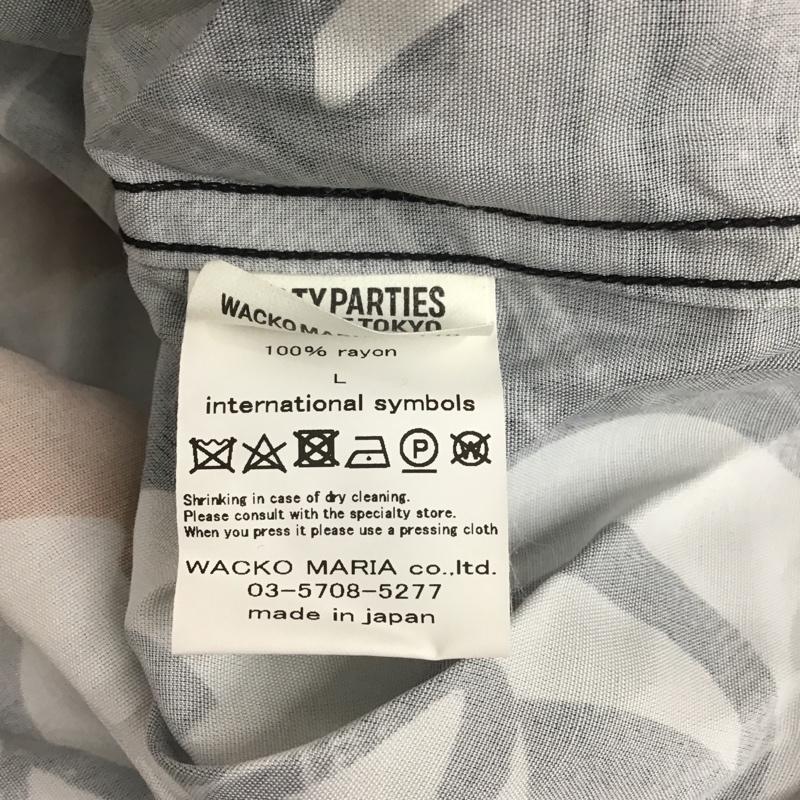 PARTIES
WACKO
TOKYO
100% rayon
L
international symbols
P
W
Shrinking in case of dry cleaning.
Please consult with the specialty store.
When you press it please use a pressing cloth
WACKO MARIA co.,ltd.
03-5708-5277
made in japan